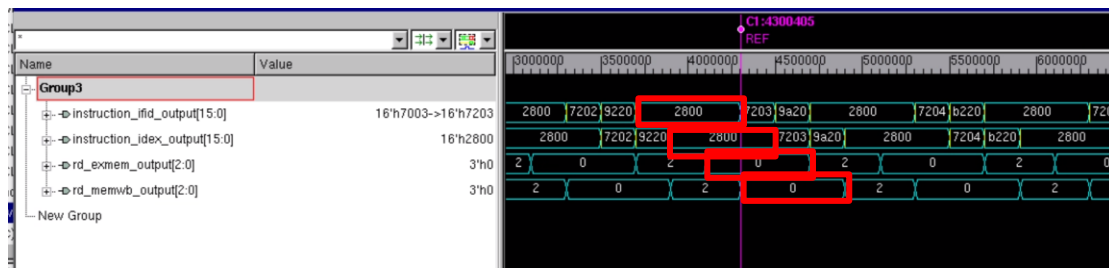 C1:4300405
REF
*
Name Value
3000000 3500000 4000000 4500000 5000000 5500000 6000000
Group3
instruction_ifid_output[15:0] 16'h7003->16'h7203 2800 7202 9220 2800 7203 9a20 2800 7204 b220 2800
instruction_idex_output[15:0] 16'h2800 2800 7202 9220 2800 7203 9a20 2800 7204 b220 2800
rd_exmem_output[2:0] 3'h0 2 0 2 0 2 0 2
rd_memwb_output[2:0] 3'h0 2 0 2 0 2 0 2
New Group